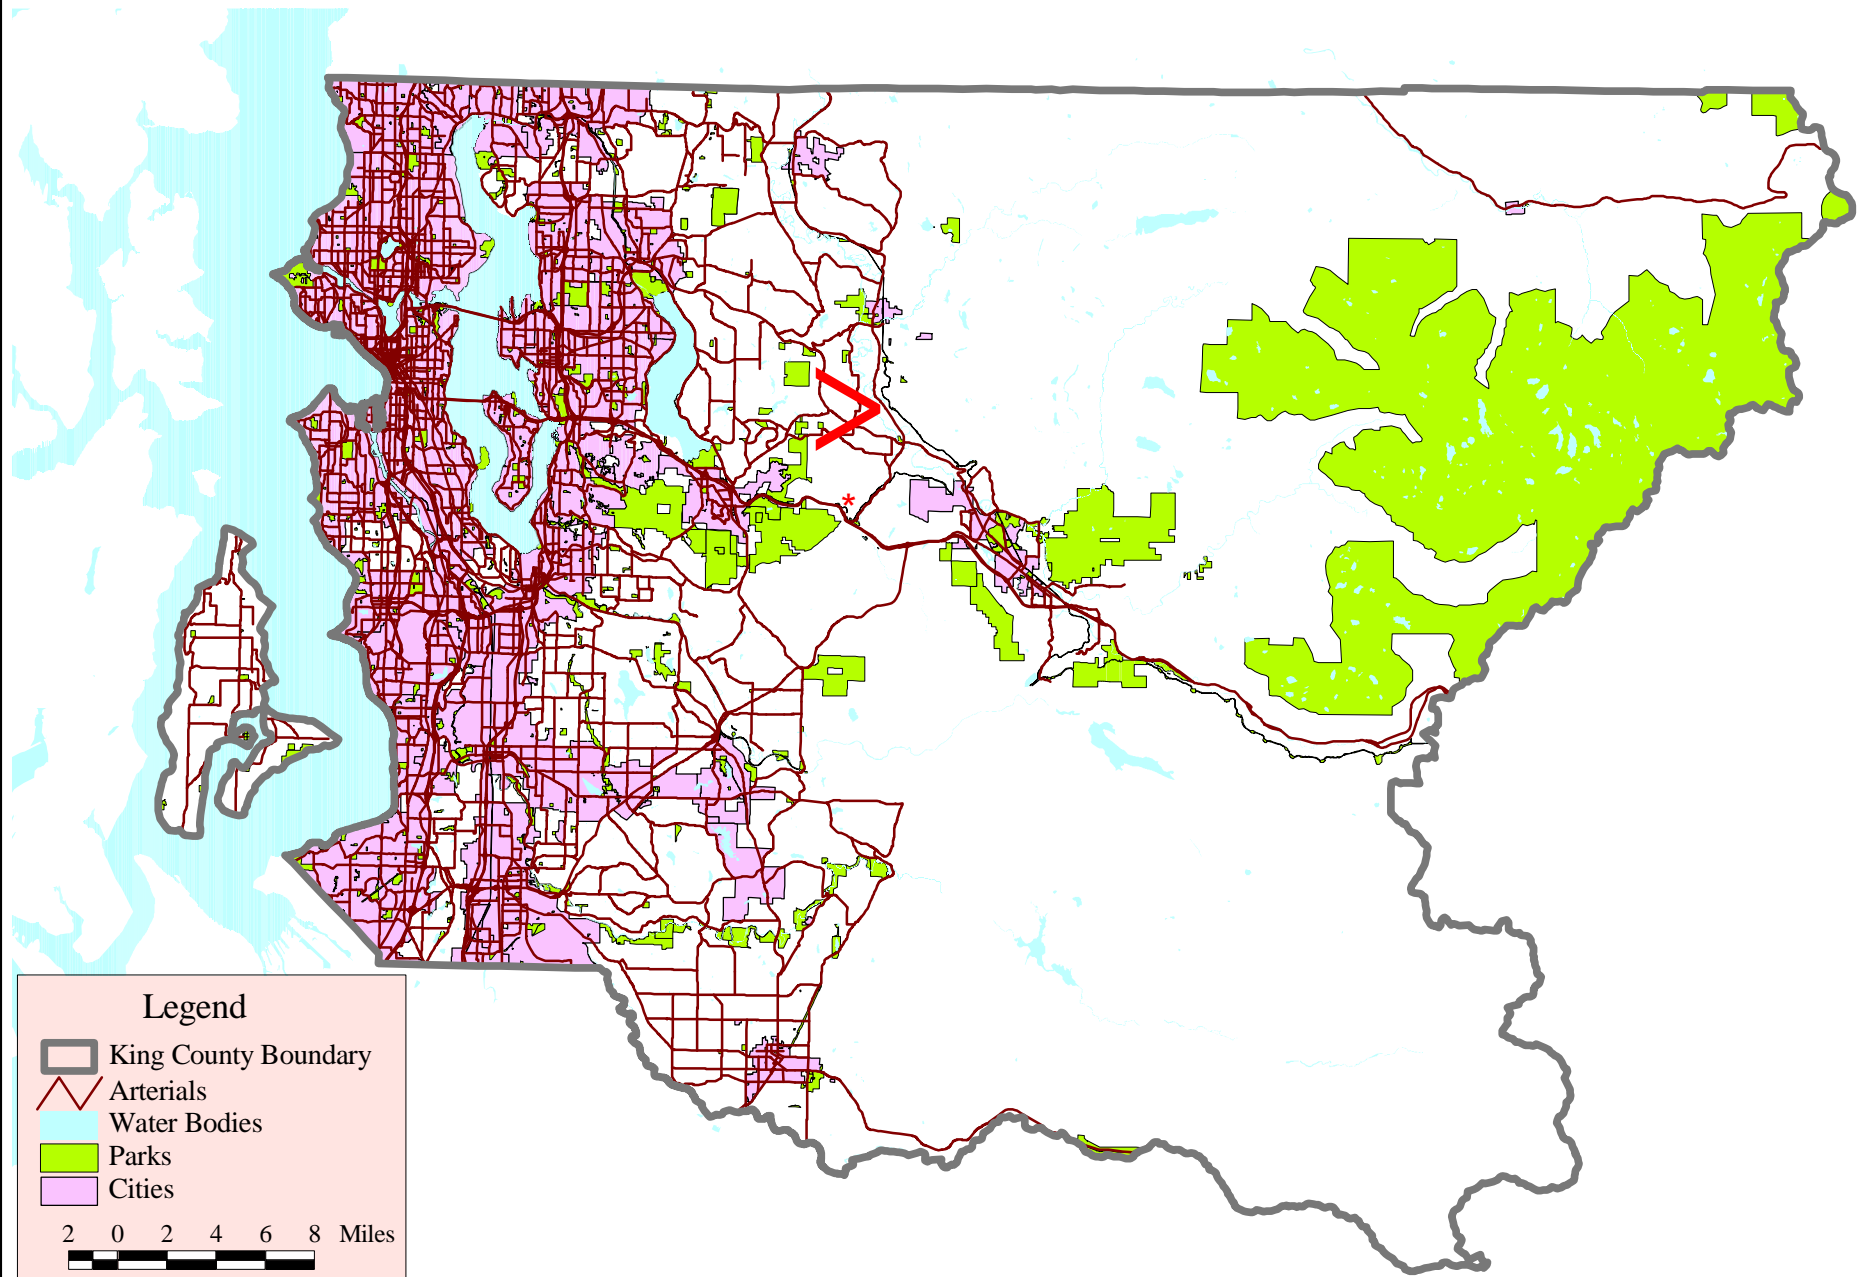 >
*
Legend
King County Boundary
Arterials
Water Bodies
Parks
Cities
2 0 2 4 6 8 Miles